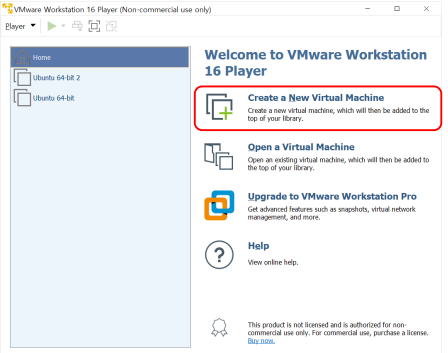 VMware Workstation 16 Player (Non-commercial use only)
Player
Home
Ubuntu 64-bit 2
Ubuntu 64-bit
Welcome to VMware Workstation
16 Player
Create a New Virtual Machine
Create a new virtual machine, which will then be added to the
top of your library.
Open a Virtual Machine
Open an existing virtual machine, which will then be added to
the top of your library.
Upgrade to VMware Workstation Pro
Get advanced features such as snapshots, virtual network
management, and more.
Help
View online help.
This product is not licensed and is authorized for non-
commercial use only. For commercial use, purchase a license.
Buy now.